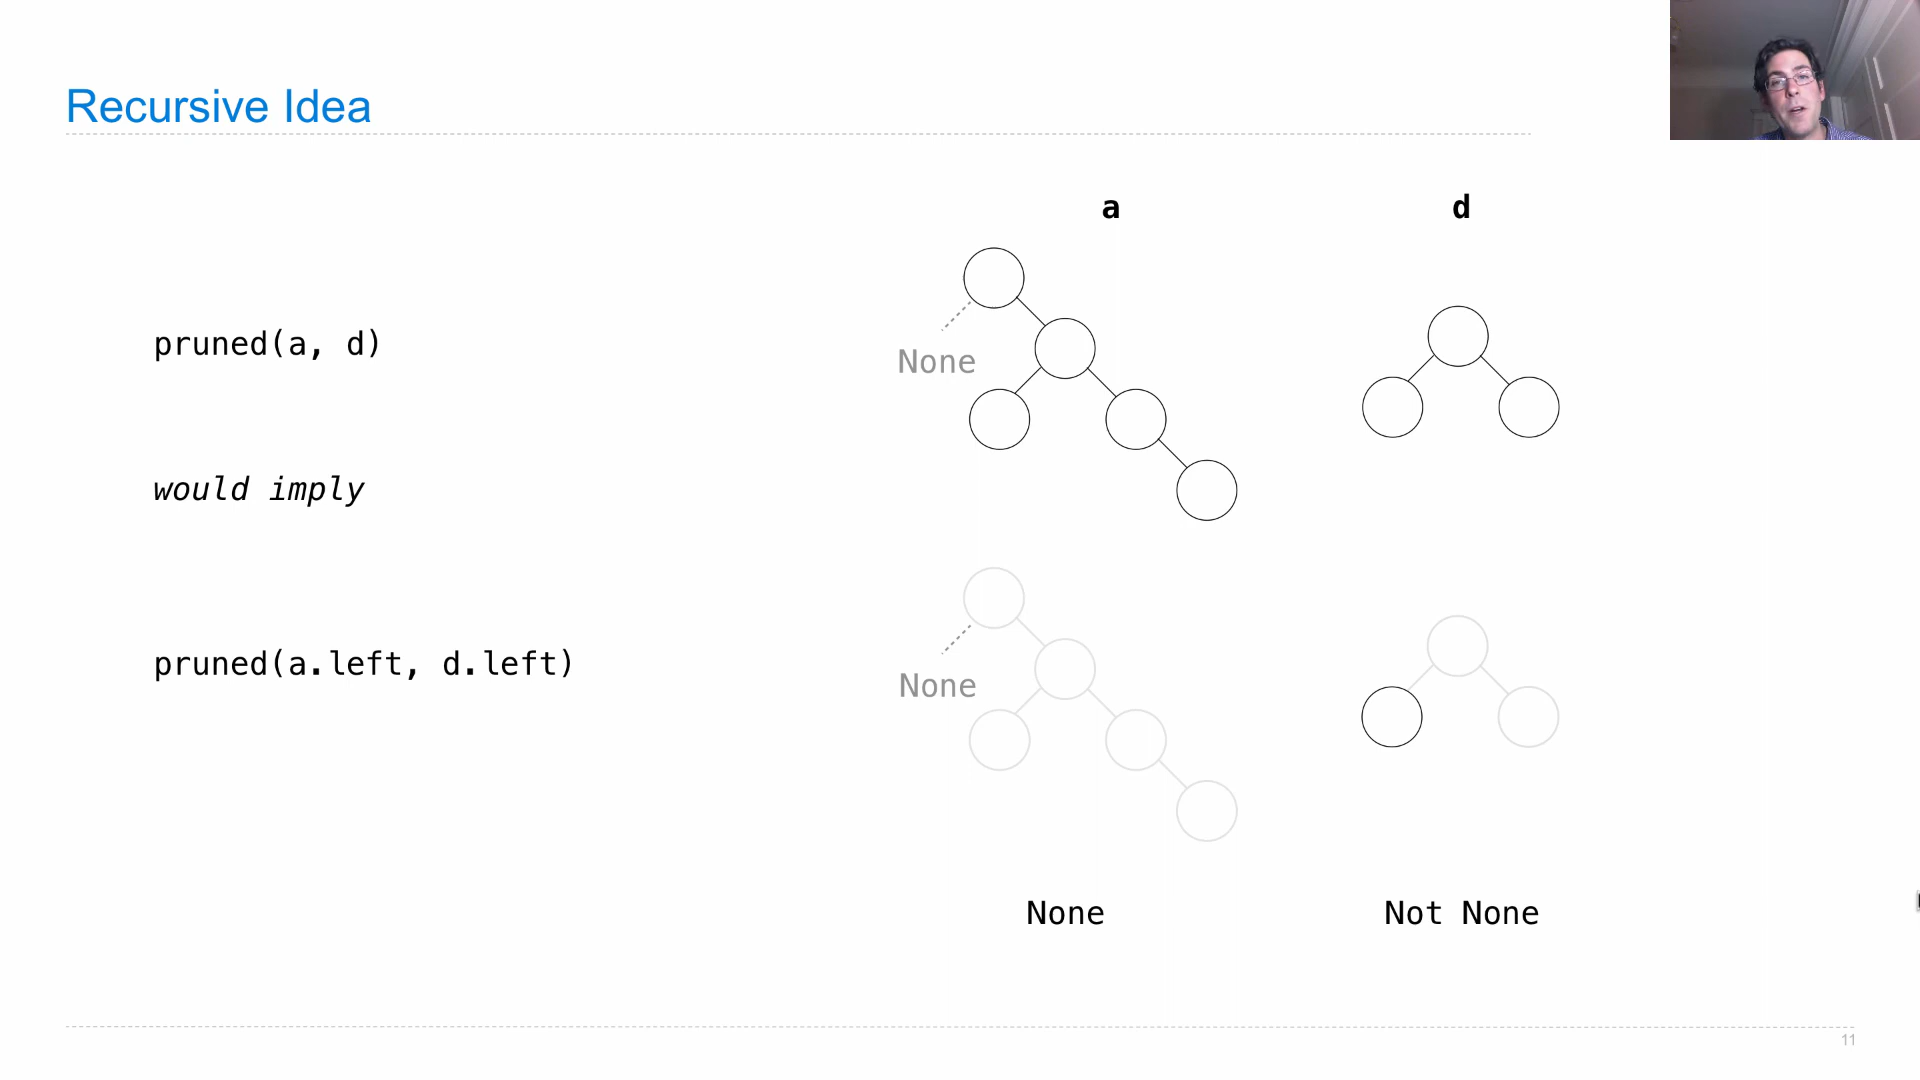 Recursive Idea
a
d
pruned(a, d)
None
would imply
pruned(a.left, d.left)
None
None
Not None
11